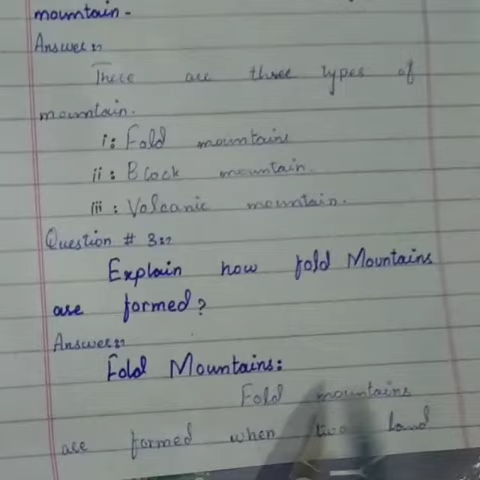 mountain.
Answer:
There are three types of
mountain.
i: Fold mountains
ii: Block mountain.
iii: Volcanic mountain.
Question # 3:
Explain how fold Mountains
are formed?
Answer:
Fold Mountains:
Fold mountains
are formed when two land